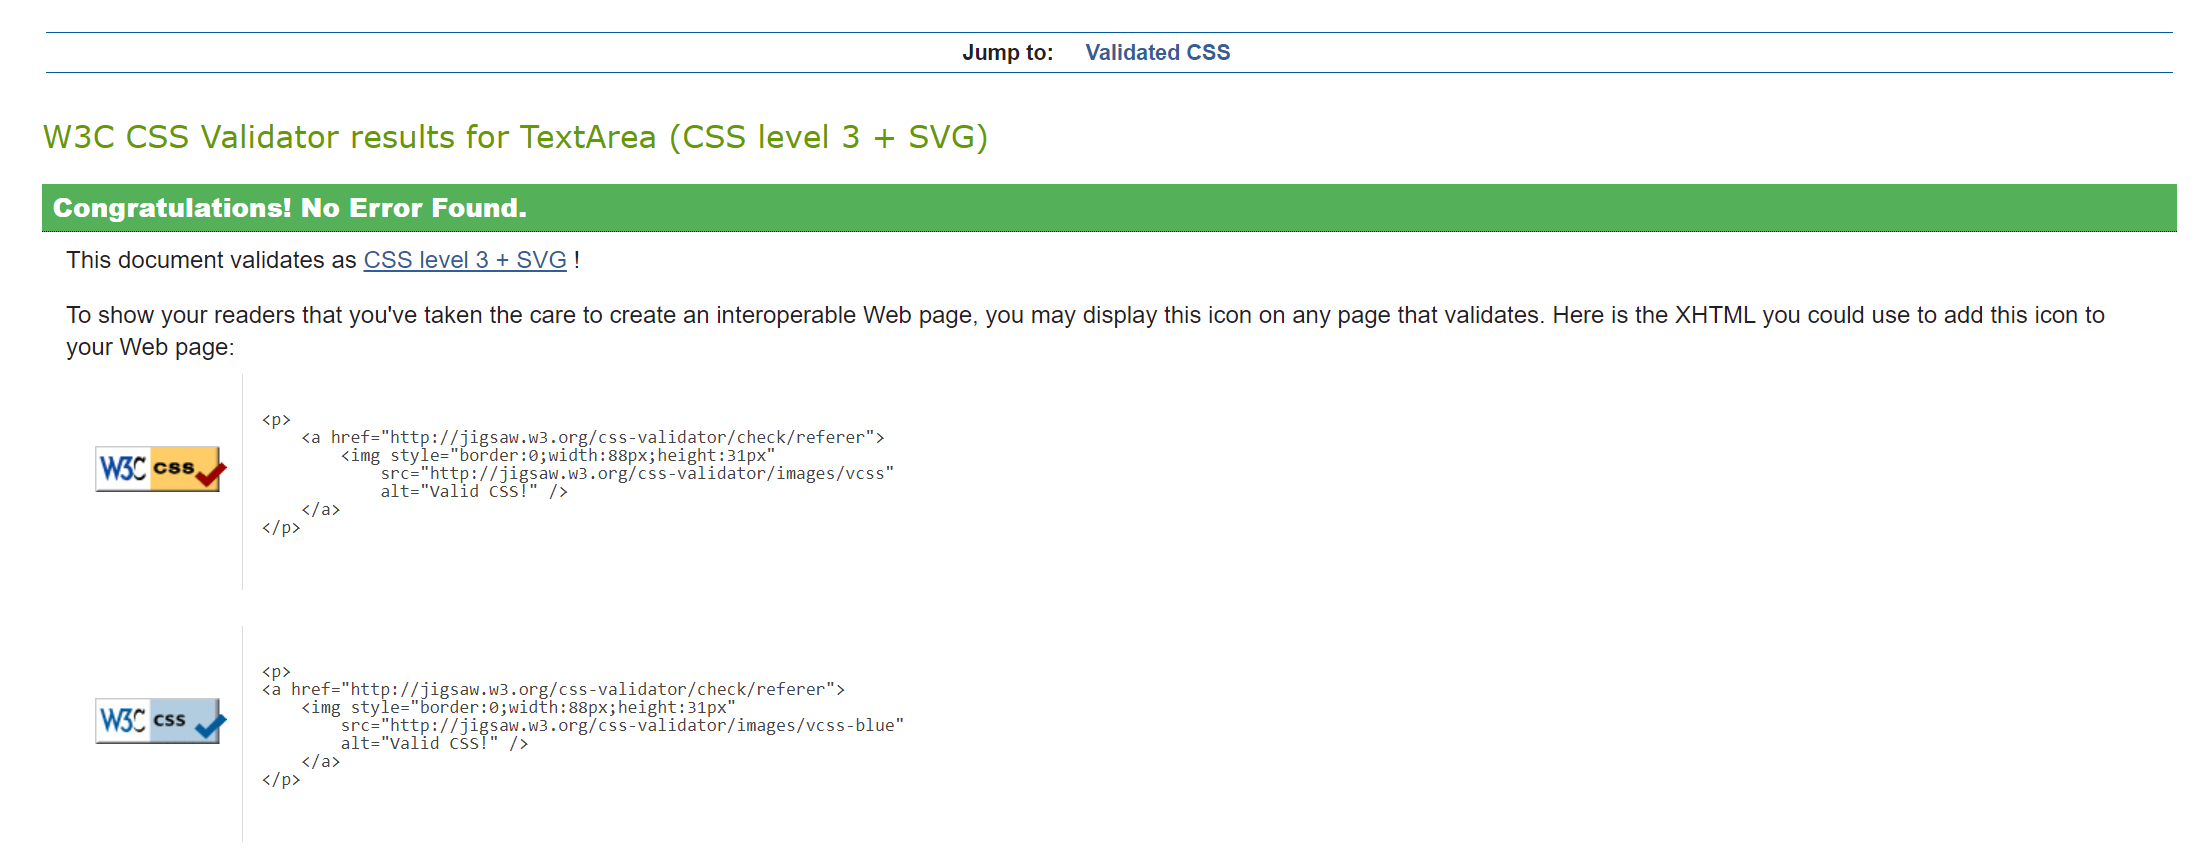 Jump to: Validated CSS
W3C CSS Validator results for TextArea (CSS level 3 + SVG)
Congratulations! No Error Found.
This document validates as CSS level 3 + SVG !
To show your readers that you've taken the care to create an interoperable Web page, you may display this icon on any page that validates. Here is the XHTML you could use to add this icon to
your Web page:
W3C css
<p>
    <a href="http://jigsaw.w3.org/css-validator/check/referer">
        <img style="border:0;width:88px;height:31px"
            src="http://jigsaw.w3.org/css-validator/images/vcss"
            alt="Valid CSS!" />
    </a>
</p>
W3C css
<p>
<a href="http://jigsaw.w3.org/css-validator/check/referer">
    <img style="border:0;width:88px;height:31px"
        src="http://jigsaw.w3.org/css-validator/images/vcss-blue"
        alt="Valid CSS!" />
    </a>
</p>